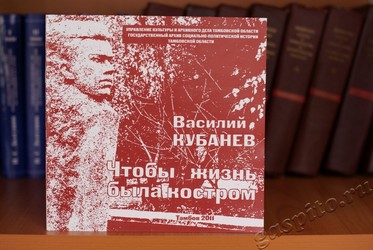 УПРАВЛЕНИЕ КУЛЬТУРЫ И АРХИВНОГО ДЕЛА ТАМБОВСКОЙ ОБЛАСТИ
ГОСУДАРСТВЕННЫЙ АРХИВ СОЦИАЛЬНО-ПОЛИТИЧЕСКОЙ ИСТОРИИ
ТАМБОВСКОЙ ОБЛАСТИ
Василий
КУБАНЕВ
Чтобы жизнь
была костром
Тамбов 2011
gaspito.ru